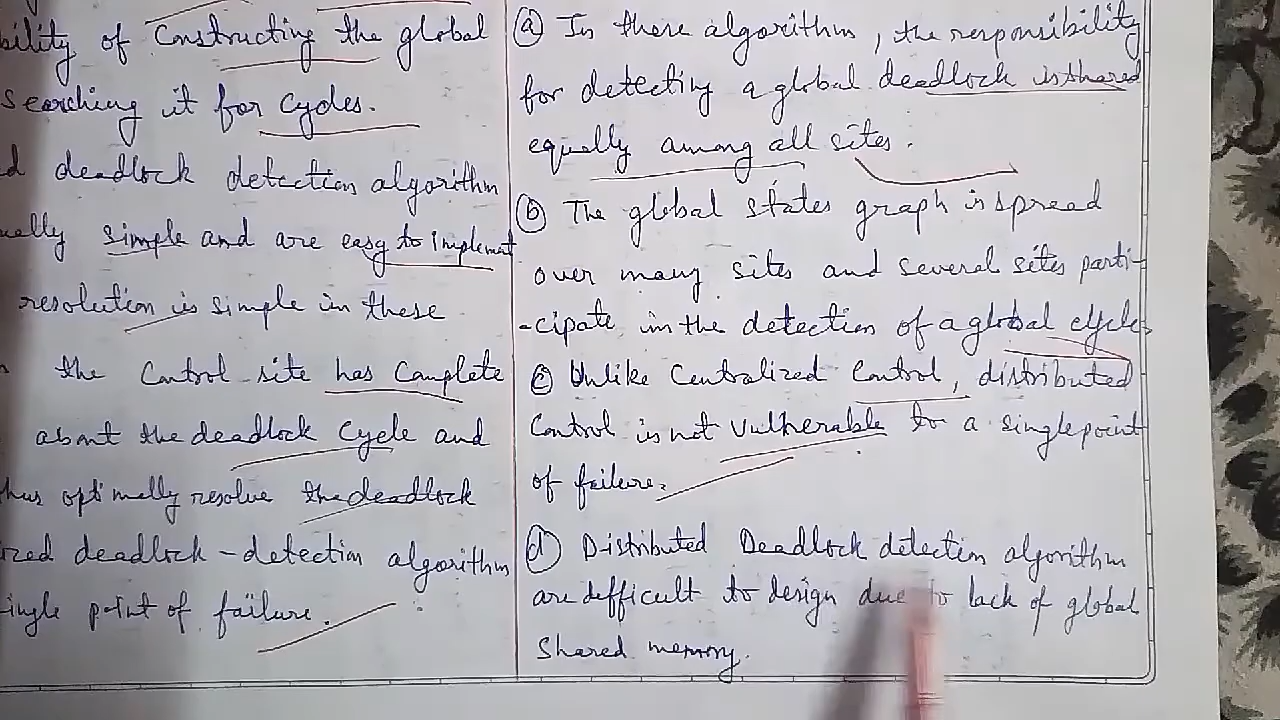 bility of Constructing the global
searching it for cycles.
d deadlock detection algorithm
ually simple and are easy to implement
resolution is simple in these
the Control site has Complete
about the deadlock cycle and
hus optimally resolve the deadlock
ized deadlock-detection algorithm
ingle point of failure.
(a) In these algorithm, the responsibility
for detecting a global deadlock is shared
equally among all sites.
(b) The global states graph is spread
over many sites and several sites parti-
-cipate in the detection of a global cycle.
(c) Unlike Centralized Control, distributed
Control is not vulnerable to a single point
of failure.
(d) Distributed Deadlock detection algorithm
are difficult to design due to lack of global
Shared memory.